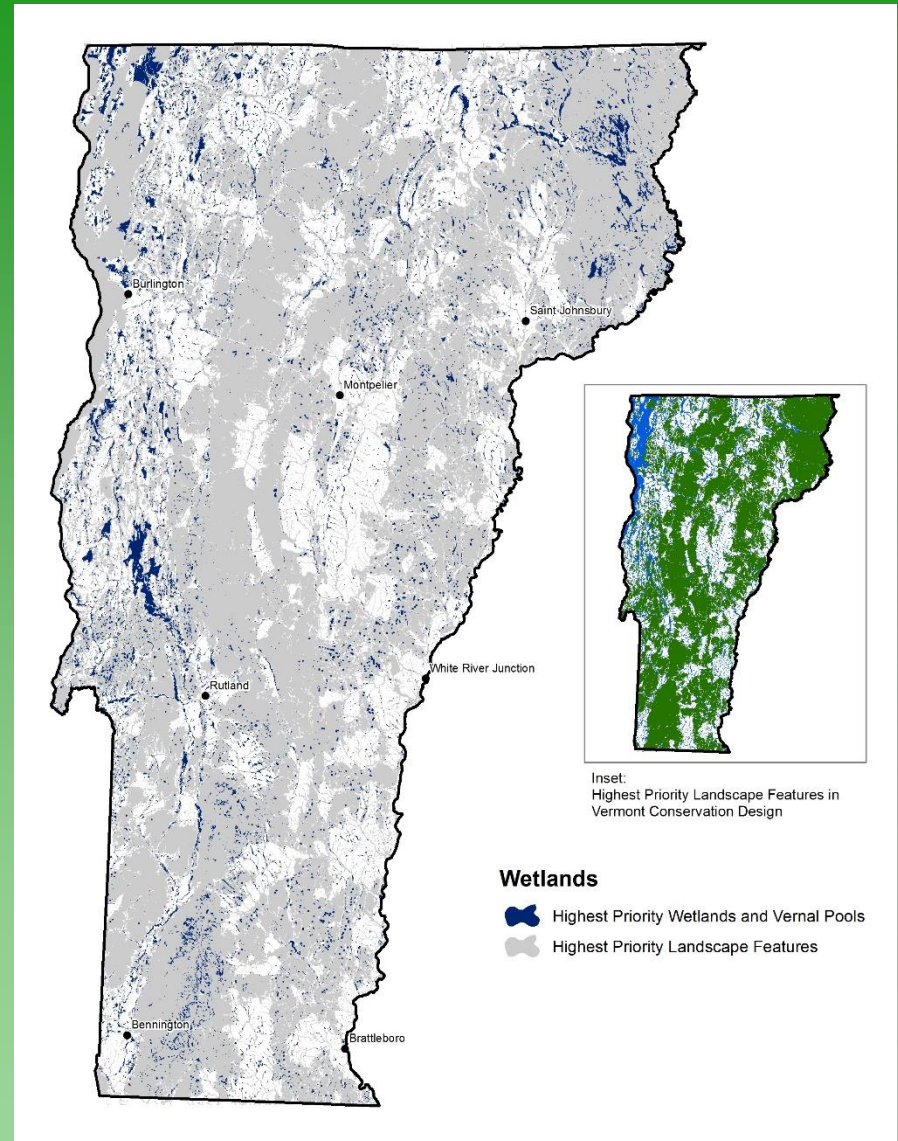 Burlington
Saint Johnsbury
Montpelier
White River Junction
Rutland
Inset:
Highest Priority Landscape Features in
Vermont Conservation Design
Wetlands
Highest Priority Wetlands and Vernal Pools
Highest Priority Landscape Features
Bennington
Brattleboro